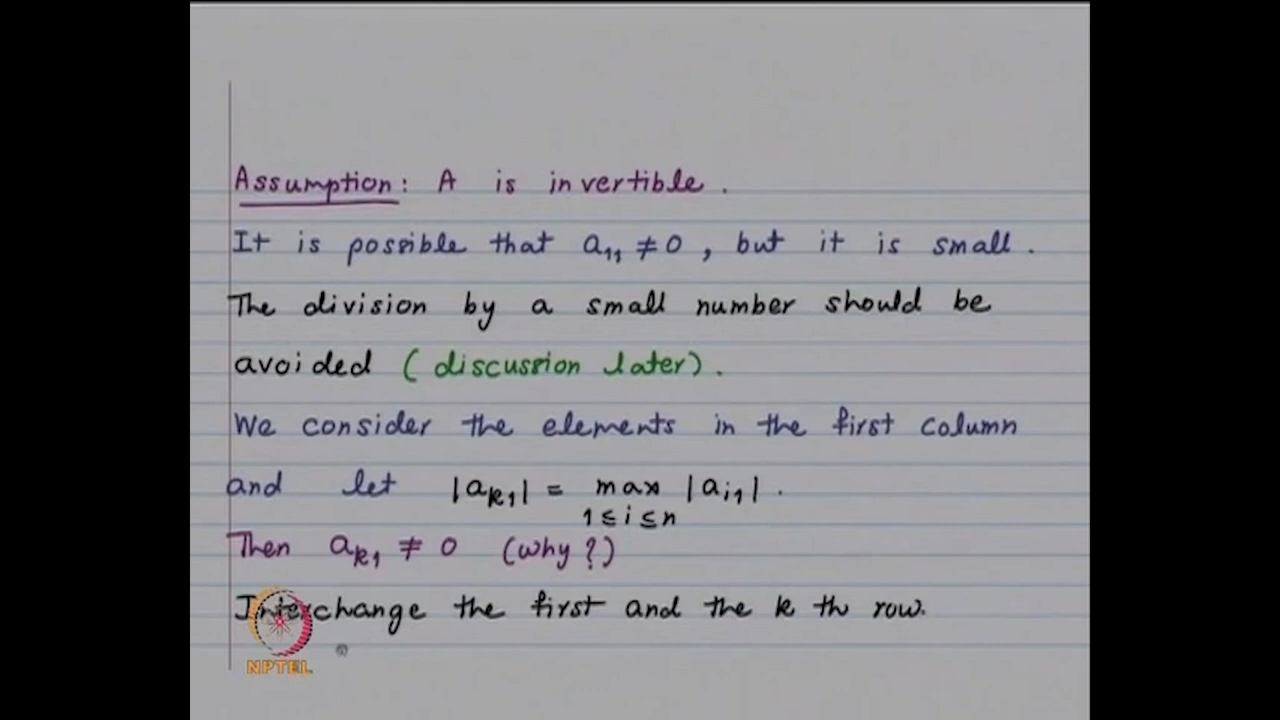 Assumption: A is invertible.
It is possible that a₁₁ ≠ 0, but it is small.
The division by a small number should be
avoided (discussion later).
We consider the elements in the first column
and let |aₖ₁| = max |aᵢ₁|.
1 ≤ i ≤ n
Then aₖ₁ ≠ 0 (why?)
Interchange the first and the k th row.
NPTEL